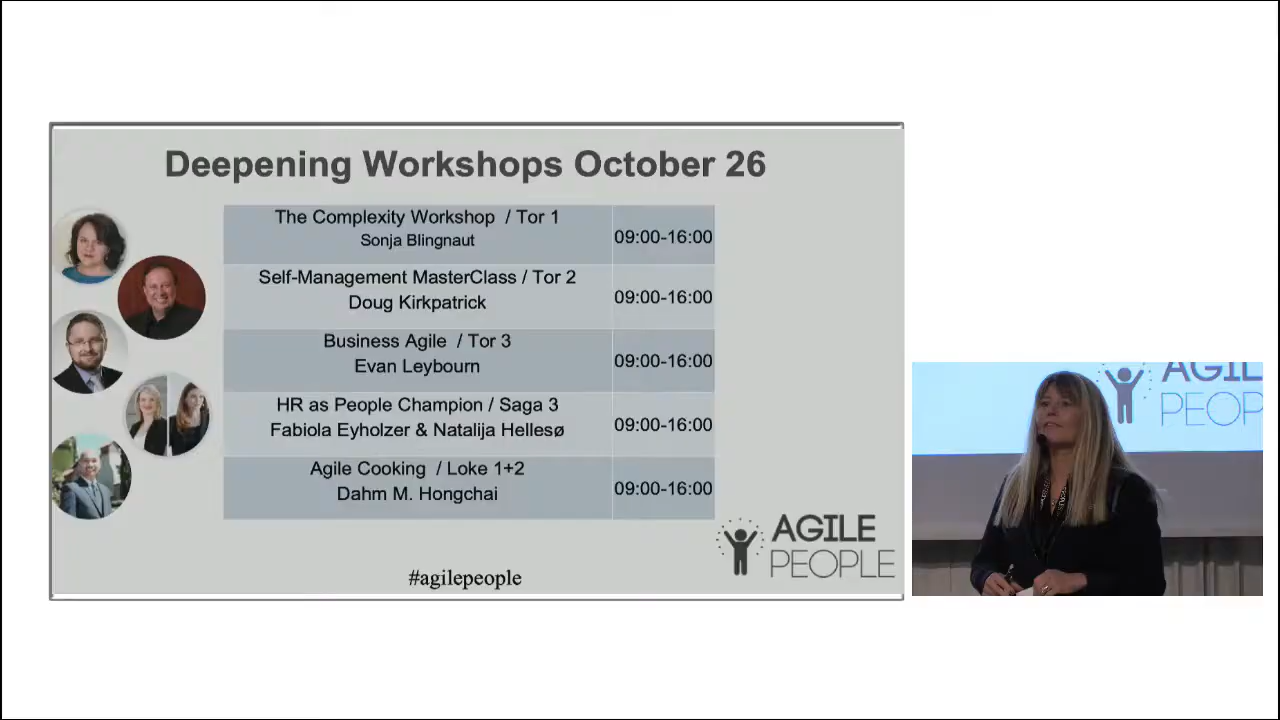 Deepening Workshops October 26
The Complexity Workshop / Tor 1
Sonja Blingnaut
09:00-16:00
Self-Management MasterClass / Tor 2
Doug Kirkpatrick
09:00-16:00
Business Agile / Tor 3
Evan Leybourn
09:00-16:00
HR as People Champion / Saga 3
Fabiola Eyholzer & Natalija Hellesø
09:00-16:00
Agile Cooking / Loke 1+2
Dahm M. Hongchai
09:00-16:00
AGILE
PEOPLE
#agilepeople